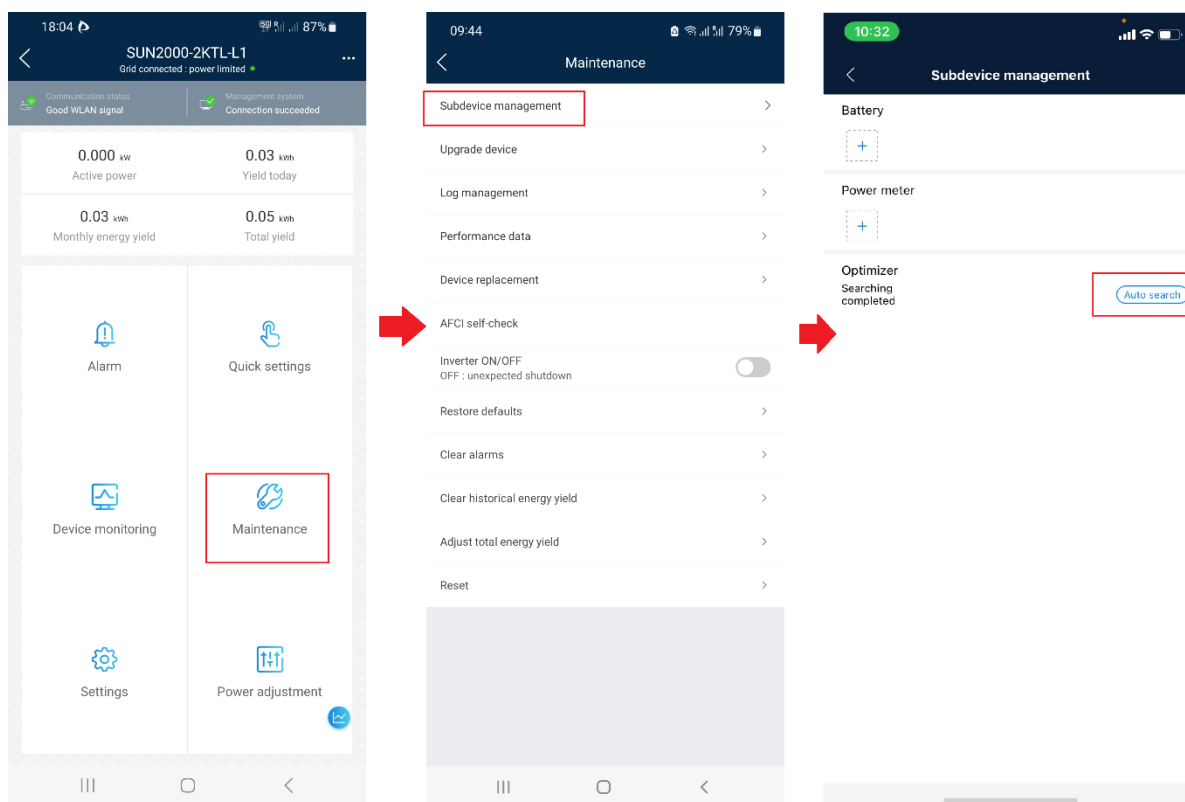 18:04 87%
SUN2000-2KTL-L1
Grid connected : power limited
Communication status
Good WLAN signal
Management system
Connection succeeded
0.000 kW
Active power
0.03 kWh
Yield today
0.03 kWh
Monthly energy yield
0.05 kWh
Total yield
Alarm
Quick settings
Device monitoring
Maintenance
Settings
Power adjustment
09:44 79%
Maintenance
Subdevice management
Upgrade device
Log management
Performance data
Device replacement
AFCI self-check
Inverter ON/OFF
OFF : unexpected shutdown
Restore defaults
Clear alarms
Clear historical energy yield
Adjust total energy yield
Reset
10:32
Subdevice management
Battery
+
Power meter
+
Optimizer
Searching
completed
Auto search